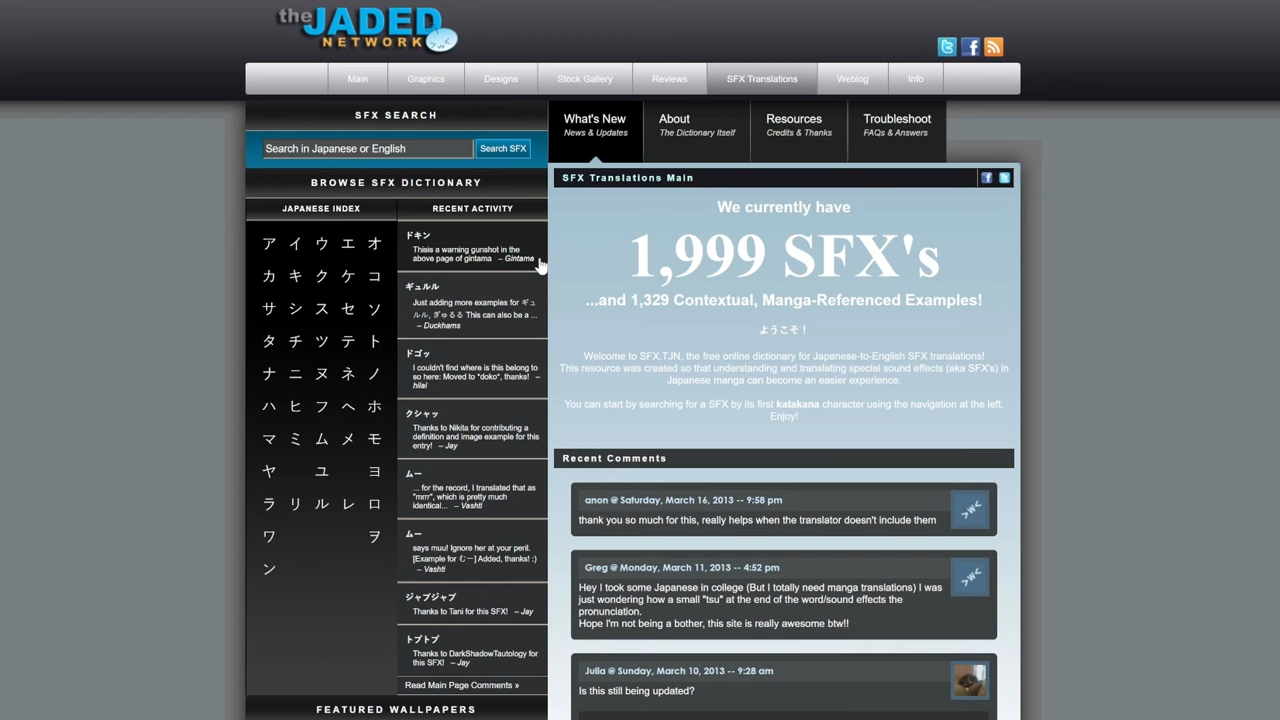 the JADED
NETWORK
>w<
Main
Graphics
Designs
Stock Gallery
Reviews
SFX Translations
Weblog
Info
SFX SEARCH
Search in Japanese or English
Search SFX
BROWSE SFX DICTIONARY
JAPANESE INDEX
ア イ ウ エ オ
カ キ ク ケ コ
サ シ ス セ ソ
タ チ ツ テ ト
ナ ニ ヌ ネ ノ
ハ ヒ フ ヘ ホ
マ ミ ム メ モ
ヤ ユ ヨ
ラ リ ル レ ロ
ワ ヲ
ン
RECENT ACTIVITY
ドキン
Thisis a warning gunshot in the
above page of gintama – Gintama
ギュルル
Just adding more examples for ギュ
ルル, ぎゅるる This can also be a ...
– Duckhams
ドゴッ
I couldn't find where is this belong to
so here: Moved to *doko*, thanks! –
hilal
クシャッ
Thanks to Nikita for contributing a
definition and image example for this
entry! – Jay
ムー
... for the record, I translated that as
"mrrr", which is pretty much
identical... – Vashti
ムー
says muu! Ignore her at your peril.
[Example for むー] Added, thanks! :)
– Vashti
ジャブジャブ
Thanks to Tani for this SFX! – Jay
トプトプ
Thanks to DarkShadowTautology for
this SFX! – Jay
Read Main Page Comments »
FEATURED WALLPAPERS
What's New
News & Updates
About
The Dictionary Itself
Resources
Credits & Thanks
Troubleshoot
FAQs & Answers
SFX Translations Main
We currently have
1,999 SFX's
...and 1,329 Contextual, Manga-Referenced Examples!
ようこそ！
Welcome to SFX.TJN, the free online dictionary for Japanese-to-English SFX translations!
This resource was created so that understanding and translating special sound effects (aka SFX's) in
Japanese manga can become an easier experience.
You can start by searching for a SFX by its first katakana character using the navigation at the left.
Enjoy!
Recent Comments
anon @ Saturday, March 16, 2013 -- 9:58 pm
thank you so much for this, really helps when the translator doesn't include them
>w<
Greg @ Monday, March 11, 2013 -- 4:52 pm
Hey I took some Japanese in college (But I totally need manga translations) I was
just wondering how a small "tsu" at the end of the word/sound effects the
pronunciation.
Hope I'm not being a bother, this site is really awesome btw!!
>w<
Julia @ Sunday, March 10, 2013 -- 9:28 am
Is this still being updated?